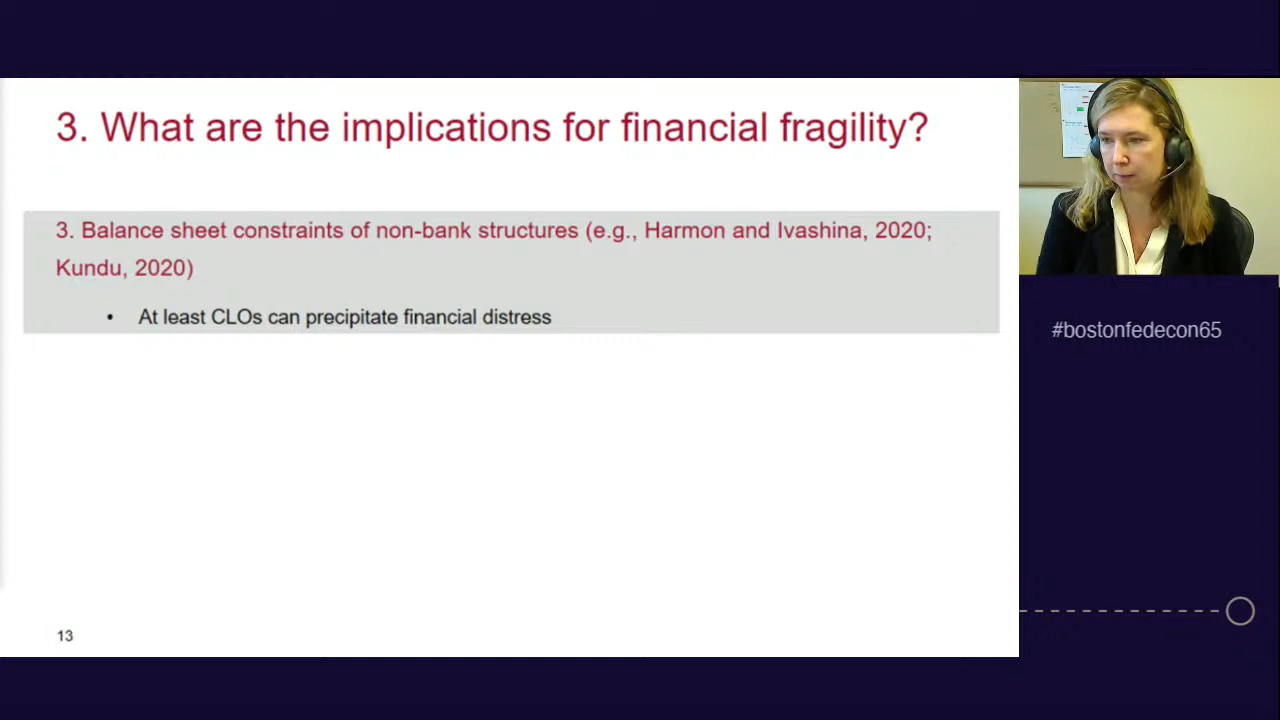 3. What are the implications for financial fragility?
3. Balance sheet constraints of non-bank structures (e.g., Harmon and Ivashina, 2020;
Kundu, 2020)
• At least CLOs can precipitate financial distress
#bostonfedecon65
13